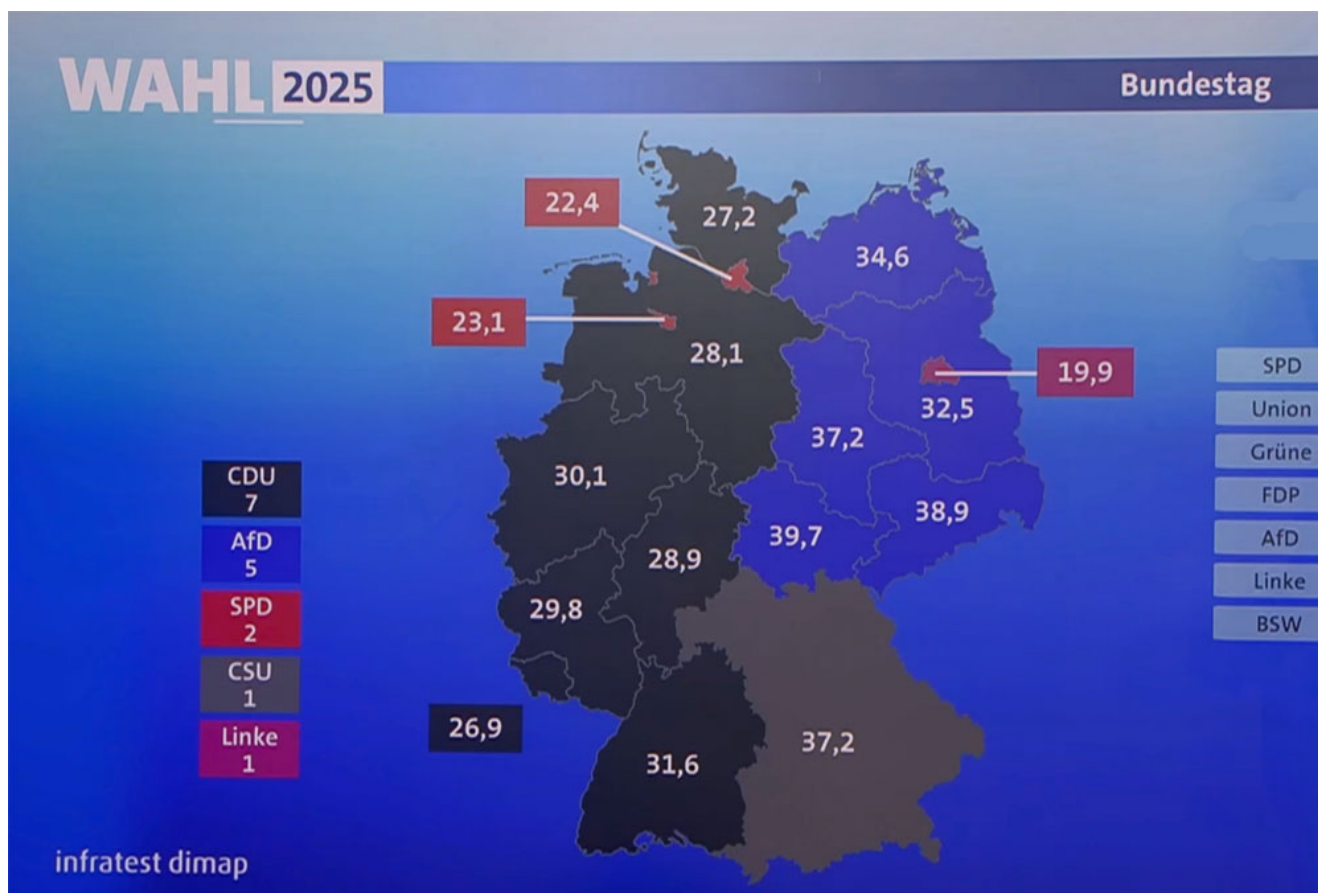 WAHL 2025
Bundestag
22,4
27,2
34,6
23,1
28,1
19,9
32,5
37,2
30,1
38,9
39,7
28,9
29,8
26,9
31,6
37,2
CDU
7
AfD
5
SPD
2
CSU
1
Linke
1
SPD
Union
Grüne
FDP
AfD
Linke
BSW
infratest dimap